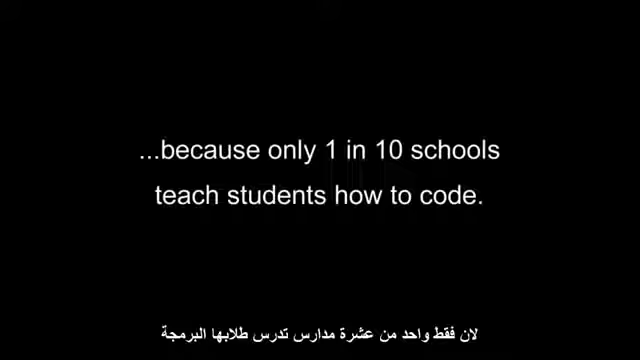 ...because only 1 in 10 schools
teach students how to code.
لان فقط واحد من عشرة مدارس تدرس طلابها البرمجة